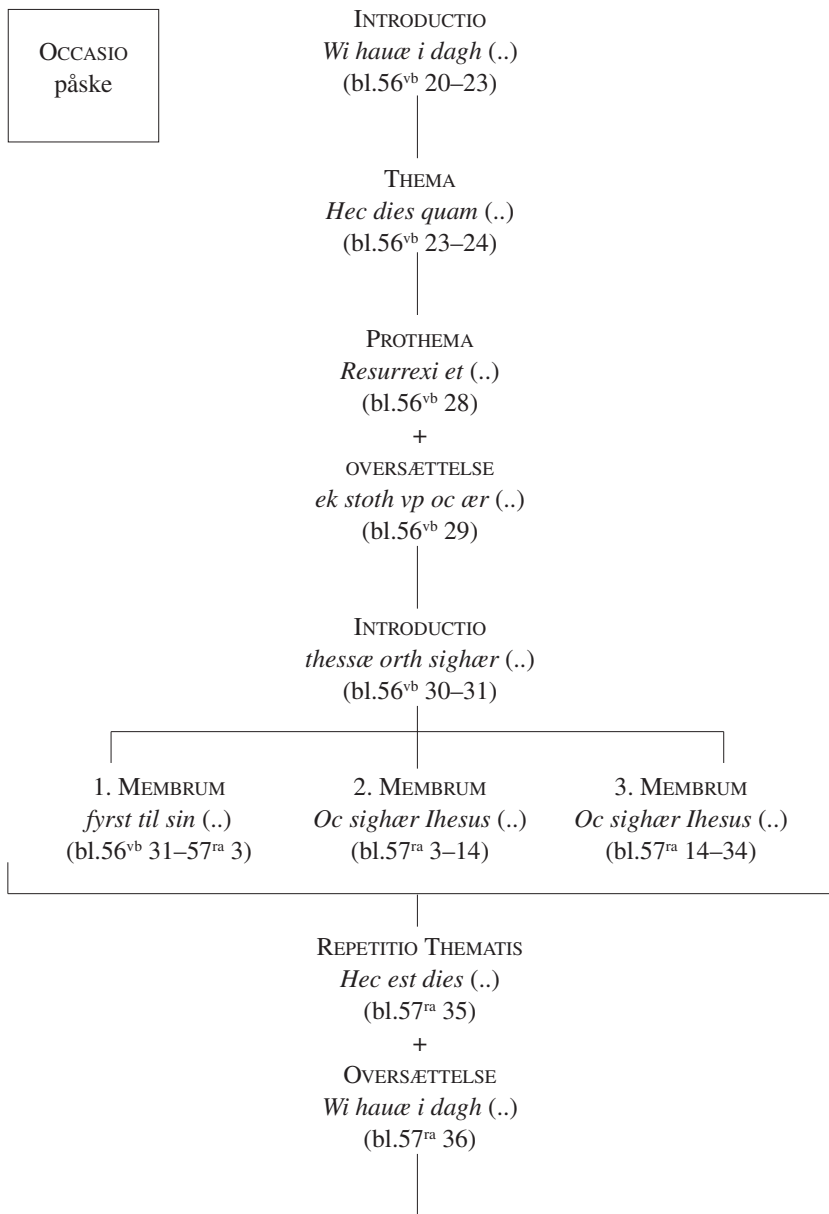 OCCASIO
påske
INTRODUCTIO
Wi hauæ i dagh (..)
(bl.56vb 20–23)
THEMA
Hec dies quam (..)
(bl.56vb 23–24)
PROTHEMA
Resurrexi et (..)
(bl.56vb 28)
+
OVERSÆTTELSE
ek stoth vp oc ær (..)
(bl.56vb 29)
INTRODUCTIO
thessæ orth sighær (..)
(bl.56vb 30–31)
1. MEMBRUM
fyrst til sin (..)
(bl.56vb 31–57ra 3)
2. MEMBRUM
Oc sighær Ihesus (..)
(bl.57ra 3–14)
3. MEMBRUM
Oc sighær Ihesus (..)
(bl.57ra 14–34)
REPETITIO THEMATIS
Hec est dies (..)
(bl.57ra 35)
+
OVERSÆTTELSE
Wi hauæ i dagh (..)
(bl.57ra 36)